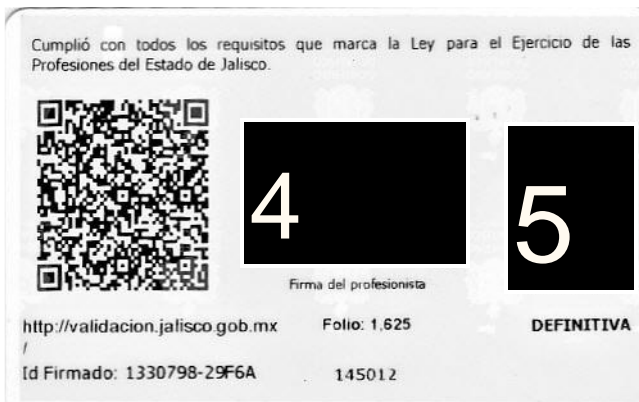 Cumplió con todos los requisitos que marca la Ley para el Ejercicio de las
Profesiones del Estado de Jalisco.
4
5
Firma del profesionista
http://validacion.jalisco.gob.mx
/
Folio: 1,625
DEFINITIVA
Id Firmado: 1330798-29F6A
145012